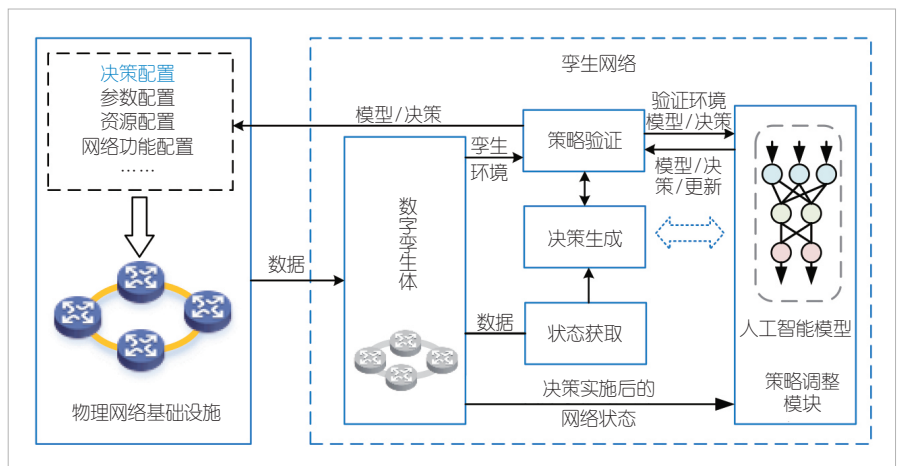 决策配置
参数配置
资源配置
网络功能配置
……
物理网络基础设施
数据
模型/决策
孪生网络
数字孪生体
孪生
环境
策略验证
决策生成
状态获取
数据
验证环境
模型/决策
模型/决
策/更新
决策实施后的
网络状态
人工智能模型
策略调整
模块